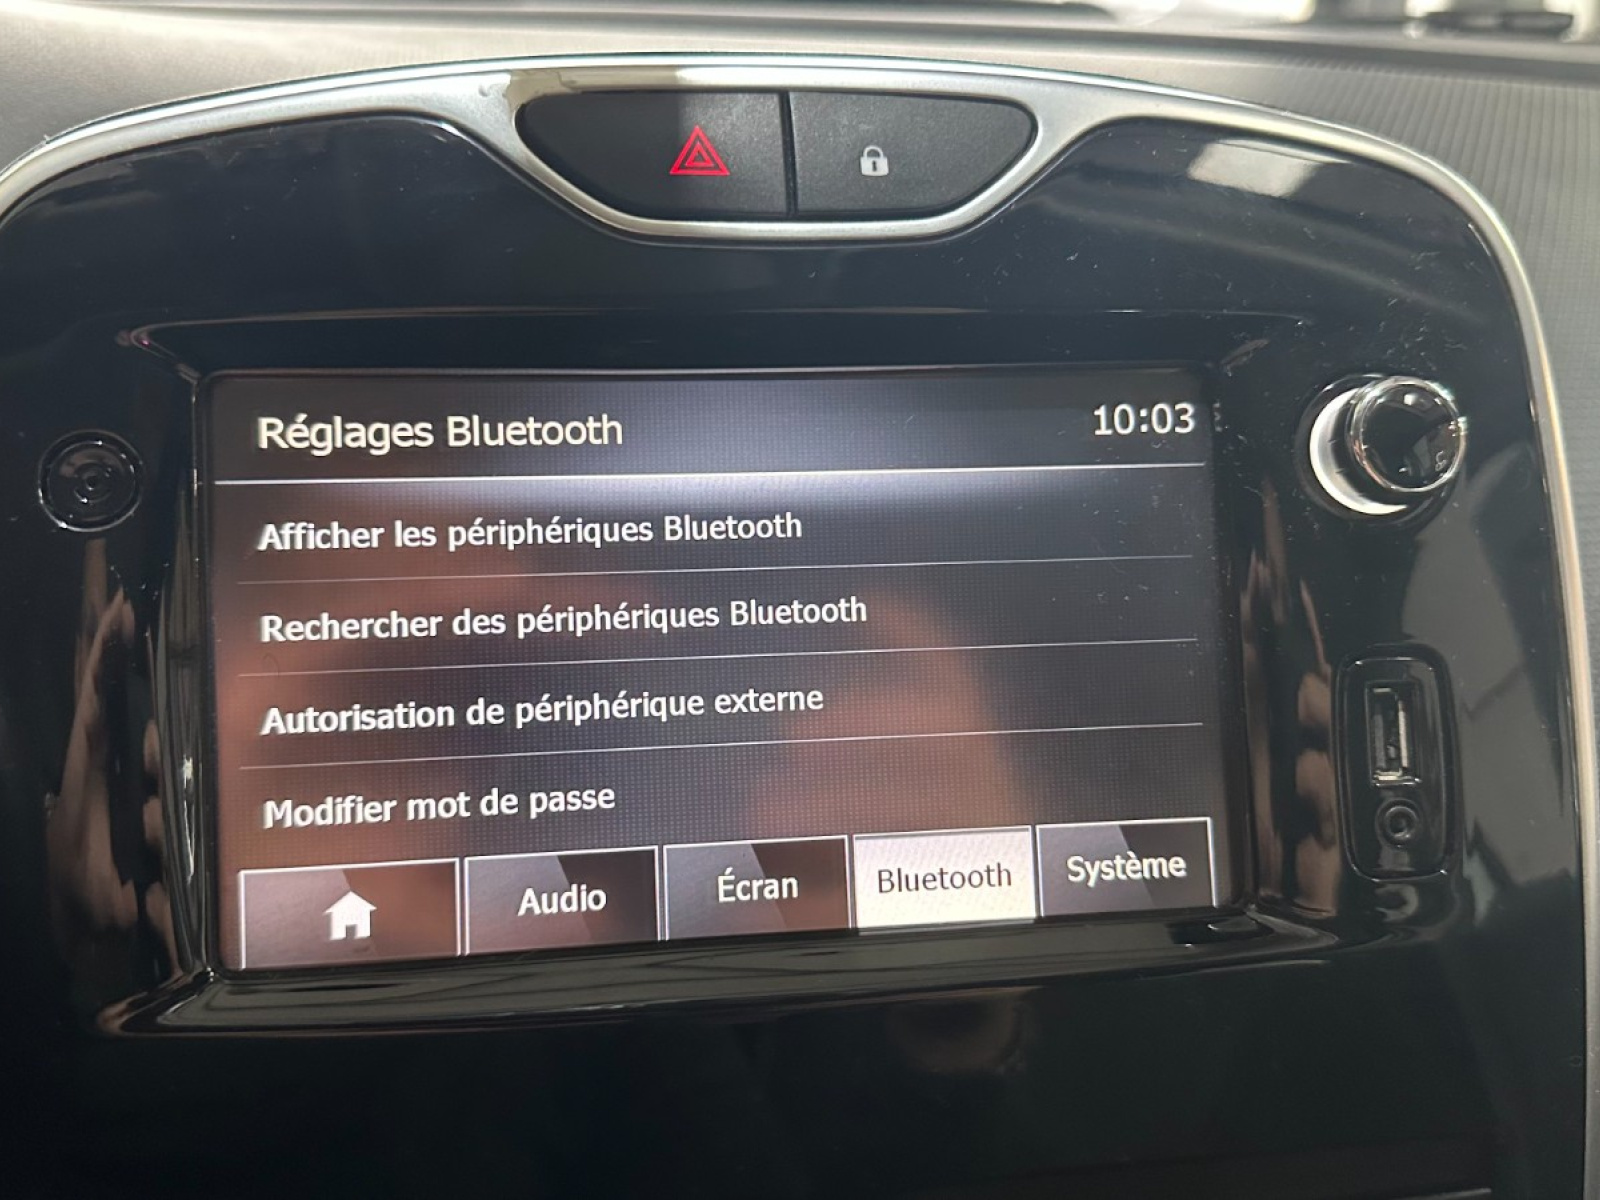 Réglages Bluetooth
10:03
Afficher les périphériques Bluetooth
Rechercher des périphériques Bluetooth
Autorisation de périphérique externe
Modifier mot de passe
Audio
Écran
Bluetooth
Système